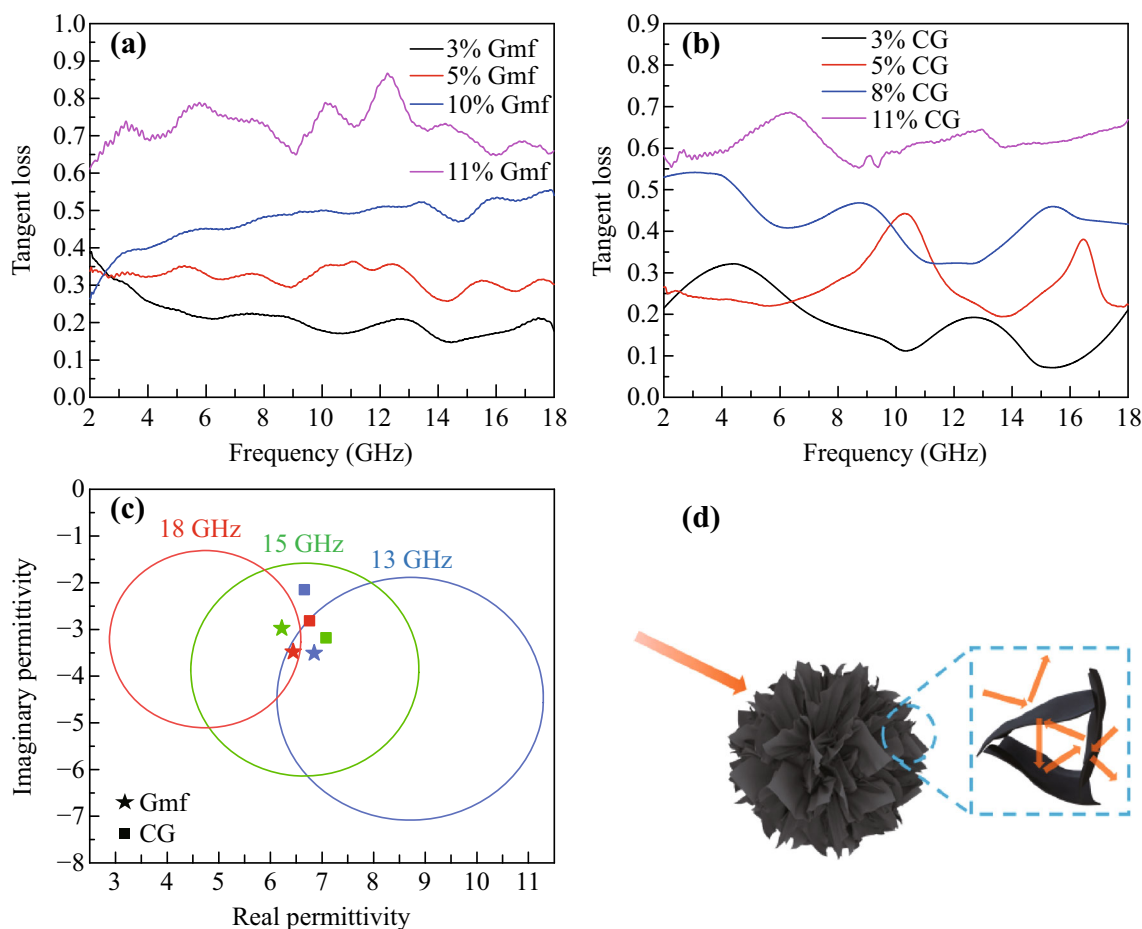 (a)
3% Gmf
5% Gmf
10% Gmf
11% Gmf
Tangent loss
1.0
0.9
0.8
0.7
0.6
0.5
0.4
0.3
0.2
0.1
0.0
2 4 6 8 10 12 14 16 18
Frequency (GHz)
(b)
3% CG
5% CG
8% CG
11% CG
Tangent loss
0.9
0.8
0.7
0.6
0.5
0.4
0.3
0.2
0.1
0.0
2 4 6 8 10 12 14 16 18
Frequency (GHz)
(c)
18 GHz
15 GHz
13 GHz
Gmf
CG
Imaginary permittivity
0
−1
−2
−3
−4
−5
−6
−7
−8
3 4 5 6 7 8 9 10 11
Real permittivity
(d)